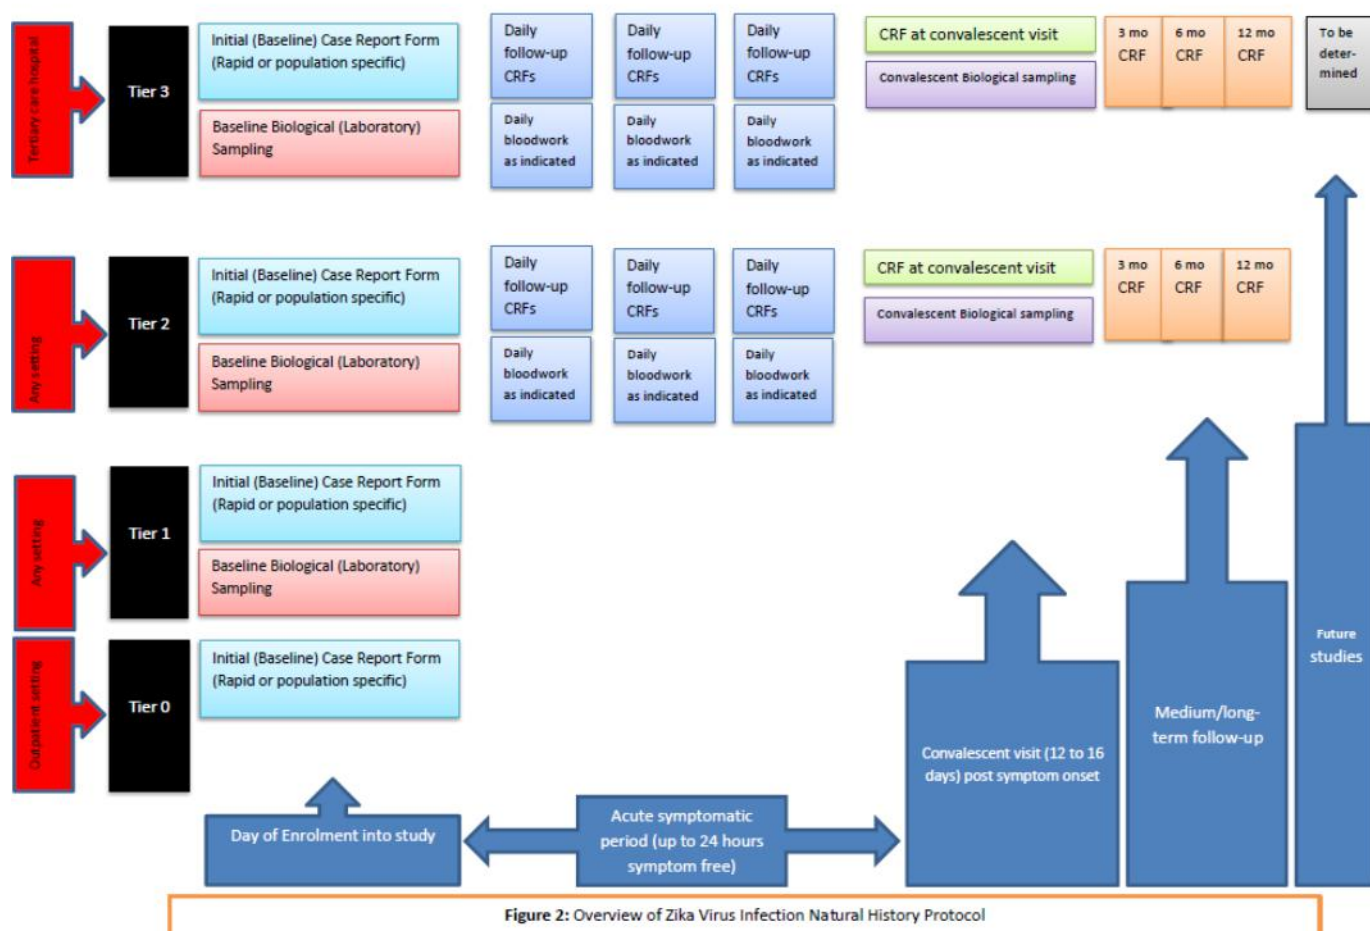 Tertiary care hospital
Tier 3
Initial (Baseline) Case Report Form
(Rapid or population specific)
Baseline Biological (Laboratory)
Sampling
Daily
follow-up
CRFs
Daily
follow-up
CRFs
Daily
follow-up
CRFs
Daily
bloodwork
as indicated
Daily
bloodwork
as indicated
Daily
bloodwork
as indicated
CRF at convalescent visit
Convalescent Biological sampling
3 mo
CRF
6 mo
CRF
12 mo
CRF
To be
deter-
mined
Any setting
Tier 2
Initial (Baseline) Case Report Form
(Rapid or population specific)
Baseline Biological (Laboratory)
Sampling
Daily
follow-up
CRFs
Daily
follow-up
CRFs
Daily
follow-up
CRFs
Daily
bloodwork
as indicated
Daily
bloodwork
as indicated
Daily
bloodwork
as indicated
CRF at convalescent visit
Convalescent Biological sampling
3 mo
CRF
6 mo
CRF
12 mo
CRF
Any setting
Tier 1
Initial (Baseline) Case Report Form
(Rapid or population specific)
Baseline Biological (Laboratory)
Sampling
Outpatient setting
Tier 0
Initial (Baseline) Case Report Form
(Rapid or population specific)
Day of Enrolment into study
Acute symptomatic
period (up to 24 hours
symptom free)
Convalescent visit (12 to 16
days) post symptom onset
Medium/long-
term follow-up
Future
studies
Figure 2: Overview of Zika Virus Infection Natural History Protocol